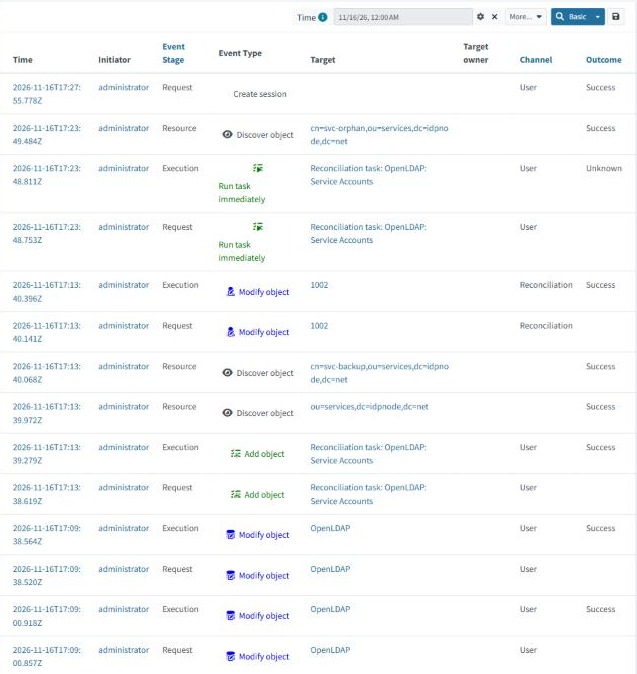 Time 11/16/26, 12:00 AM More... Basic
Time Initiator Event Stage Event Type Target Target owner Channel Outcome
2026-11-16T17:27:55.778Z administrator Request Create session User Success
2026-11-16T17:23:49.484Z administrator Resource Discover object cn=svc-orphan,ou=services,dc=idpnode,dc=net Success
2026-11-16T17:23:48.811Z administrator Execution Run task immediately Reconciliation task: OpenLDAP: Service Accounts User Unknown
2026-11-16T17:23:48.753Z administrator Request Run task immediately Reconciliation task: OpenLDAP: Service Accounts User
2026-11-16T17:13:40.396Z administrator Execution Modify object 1002 Reconciliation Success
2026-11-16T17:13:40.141Z administrator Request Modify object 1002 Reconciliation
2026-11-16T17:13:40.068Z administrator Resource Discover object cn=svc-backup,ou=services,dc=idpnode,dc=net Success
2026-11-16T17:13:39.972Z administrator Resource Discover object ou=services,dc=idpnode,dc=net Success
2026-11-16T17:13:39.279Z administrator Execution Add object Reconciliation task: OpenLDAP: Service Accounts User Success
2026-11-16T17:13:38.619Z administrator Request Add object Reconciliation task: OpenLDAP: Service Accounts User
2026-11-16T17:09:38.564Z administrator Execution Modify object OpenLDAP User Success
2026-11-16T17:09:38.520Z administrator Request Modify object OpenLDAP User
2026-11-16T17:09:00.918Z administrator Execution Modify object OpenLDAP User Success
2026-11-16T17:09:00.857Z administrator Request Modify object OpenLDAP User